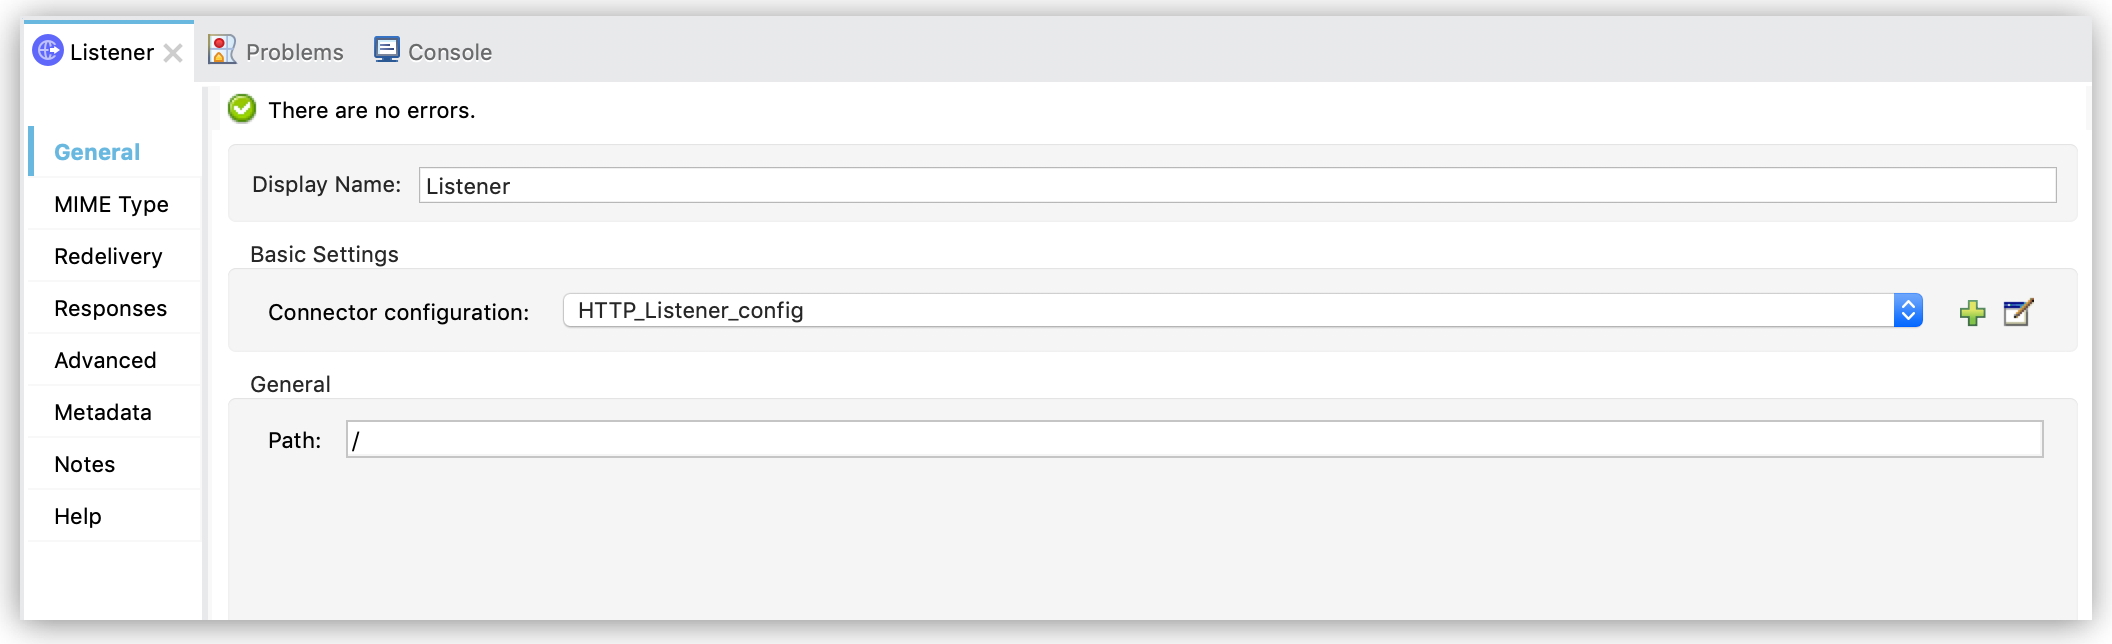 Listener Problems Console
There are no errors.
General
MIME Type
Redelivery
Responses
Advanced
Metadata
Notes
Help
Display Name: Listener
Basic Settings
Connector configuration: HTTP_Listener_config
General
Path: /